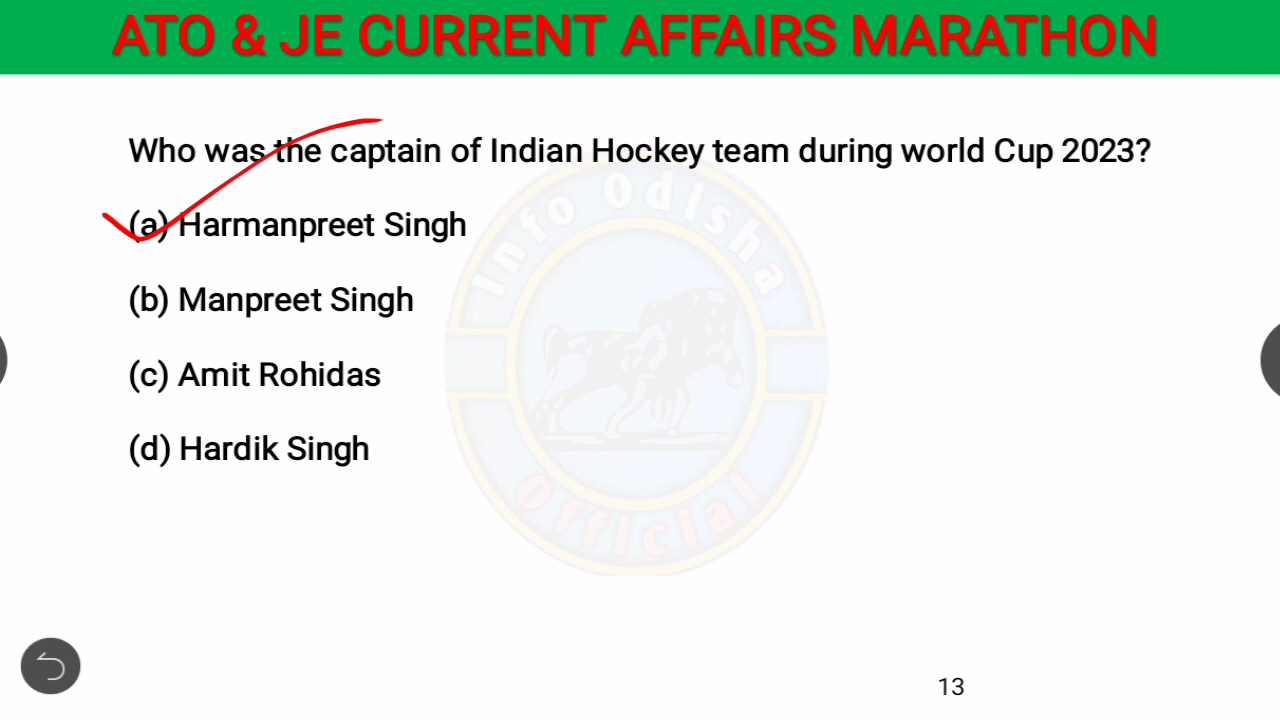 ATO & JE CURRENT AFFAIRS MARATHON
Who was the captain of Indian Hockey team during world Cup 2023?
(a) Harmanpreet Singh
(b) Manpreet Singh
(c) Amit Rohidas
(d) Hardik Singh
Info Odisha
Official
13